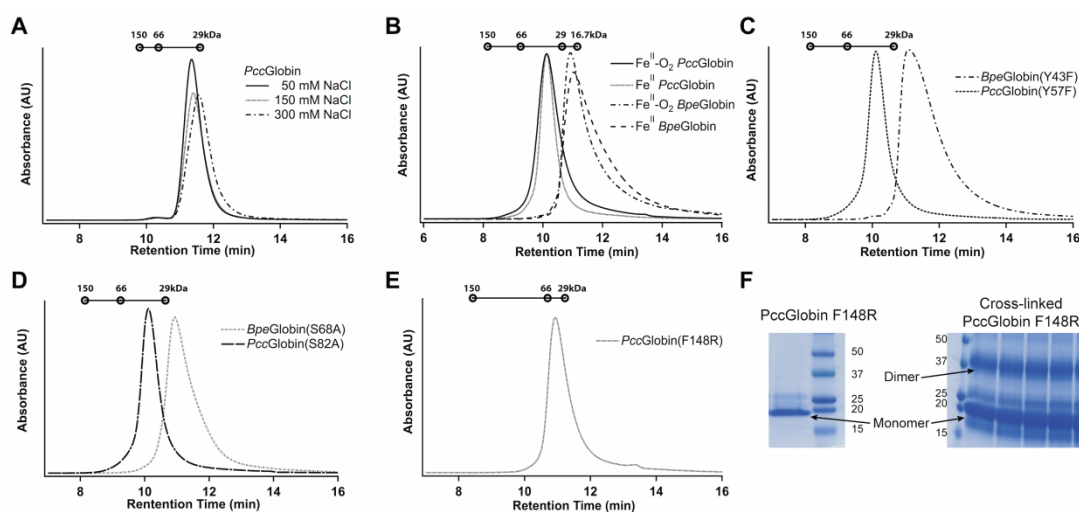 A
150 66 29kDa
PccGlobin
50 mM NaCl
150 mM NaCl
300 mM NaCl
Absorbance (AU)
8 10 12 14 16
Retention Time (min)
B
150 66 29 16.7kDa
Feᴵᴵ-O₂ PccGlobin
Feᴵᴵ PccGlobin
Feᴵᴵ-O₂ BpeGlobin
Feᴵᴵ BpeGlobin
Absorbance (AU)
6 8 10 12 14 16
Retention Time (min)
C
150 66 29kDa
BpeGlobin(Y43F)
PccGlobin(Y57F)
Absorbance (AU)
8 10 12 14 16
Retention Time (min)
D
150 66 29kDa
BpeGlobin(S68A)
PccGlobin(S82A)
Absorbance (AU)
8 10 12 14 16
Retention Time (min)
E
150 66 29kDa
PccGlobin(F148R)
Absorbance (AU)
8 10 12 14 16
Retention Time (min)
F
PccGlobin F148R
50
37
25
20
15
Cross-linked
PccGlobin F148R
50
37
25
20
15
Dimer
Monomer